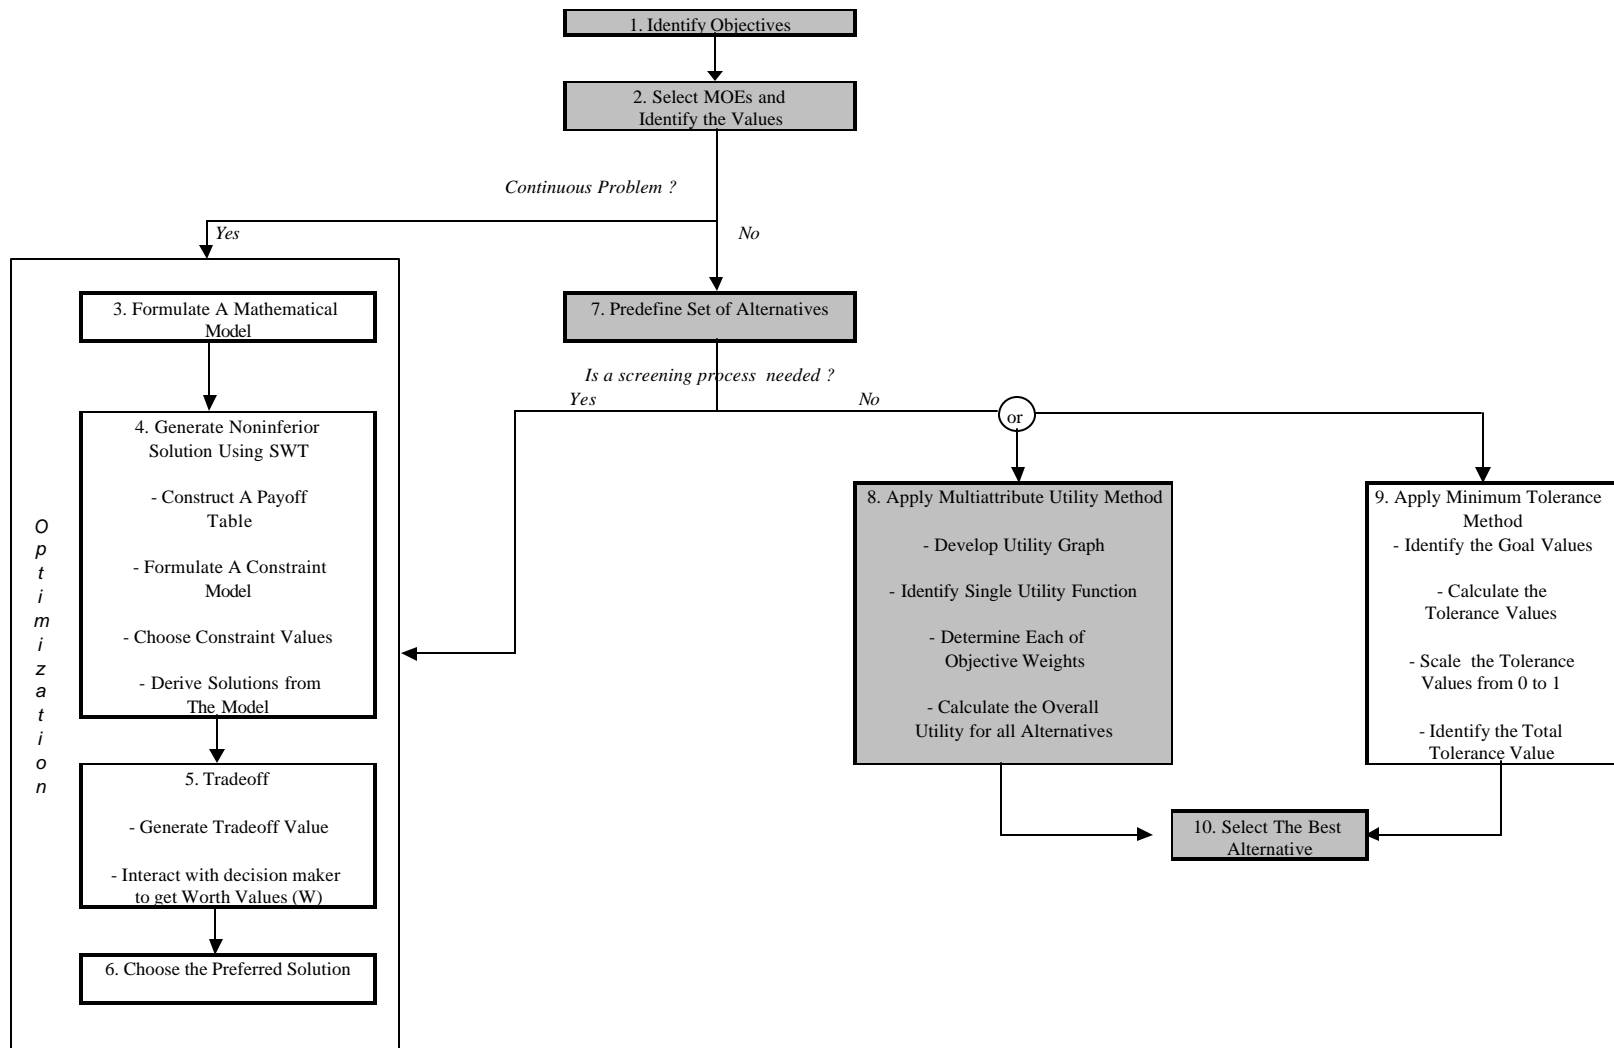 1. Identify Objectives
2. Select MOEs and
Identify the Values
Continuous Problem ?
Yes
No
3. Formulate A Mathematical
Model
7. Predefine Set of Alternatives
Is a screening process needed ?
Yes
No
or
4. Generate Noninferior
Solution Using SWT
- Construct A Payoff
Table
- Formulate A Constraint
Model
- Choose Constraint Values
- Derive Solutions from
The Model
8. Apply Multiattribute Utility Method
- Develop Utility Graph
- Identify Single Utility Function
- Determine Each of
Objective Weights
- Calculate the Overall
Utility for all Alternatives
9. Apply Minimum Tolerance
Method
- Identify the Goal Values
- Calculate the
Tolerance Values
- Scale the Tolerance
Values from 0 to 1
- Identify the Total
Tolerance Value
Optimization
5. Tradeoff
- Generate Tradeoff Value
- Interact with decision maker
to get Worth Values (W)
10. Select The Best
Alternative
6. Choose the Preferred Solution